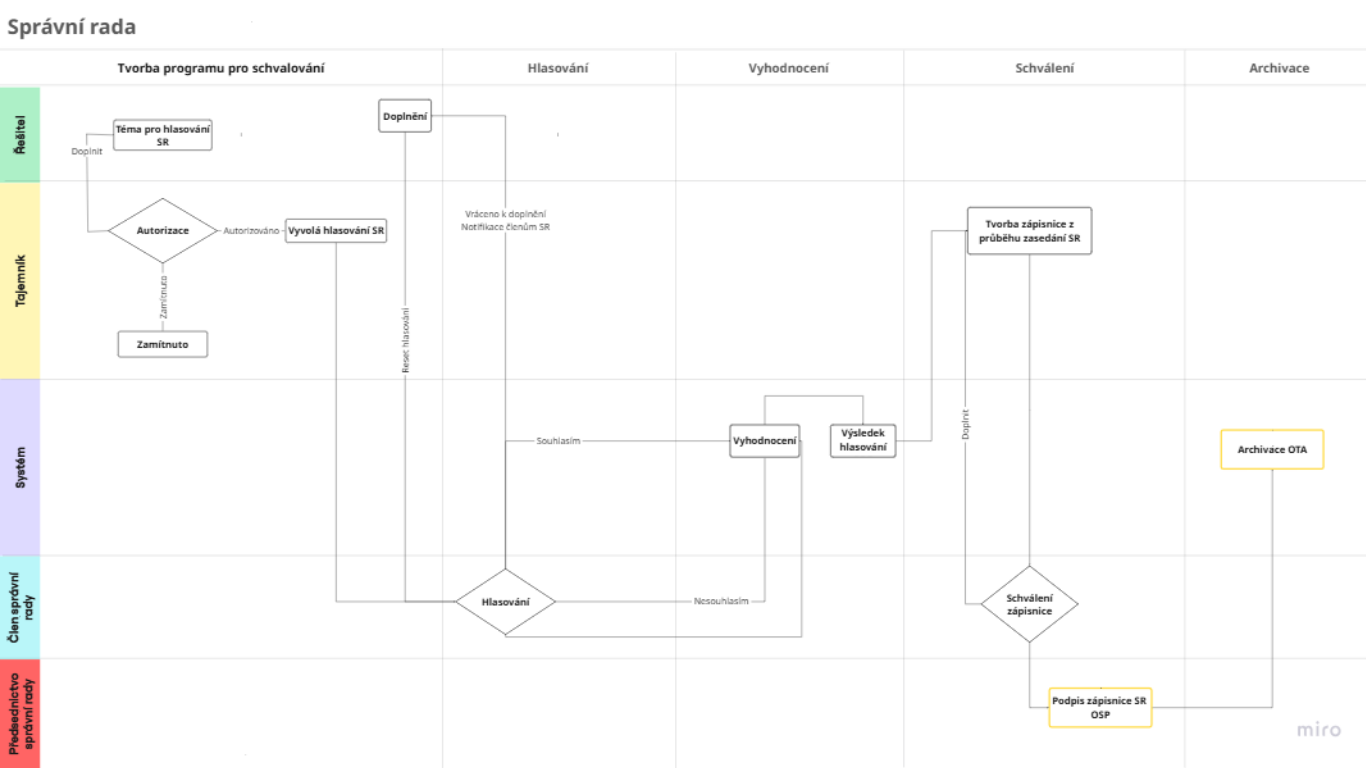 Správní rada
Tvorba programu pro schvalování
Hlasování
Vyhodnocení
Schválení
Archivace
Řešitel
Téma pro hlasování
SR
Doplnit
Doplnění
Vráceno k doplnění
Notifikace členům SR
Tajemník
Autorizace
Autorizováno
Vyvolá hlasování SR
Zamítnuto
Zamítnuto
Reset hlasování
Tvorba zápisnice z
průběhu zasedání SR
Systém
Souhlasím
Vyhodnocení
Výsledek
hlasování
Doplnit
Archivace OTA
Člen správní
rady
Hlasování
Nesouhlasím
Schválení
zápisnice
Předsednictvo
správní rady
Podpis zápisnice SR
OSP
miro